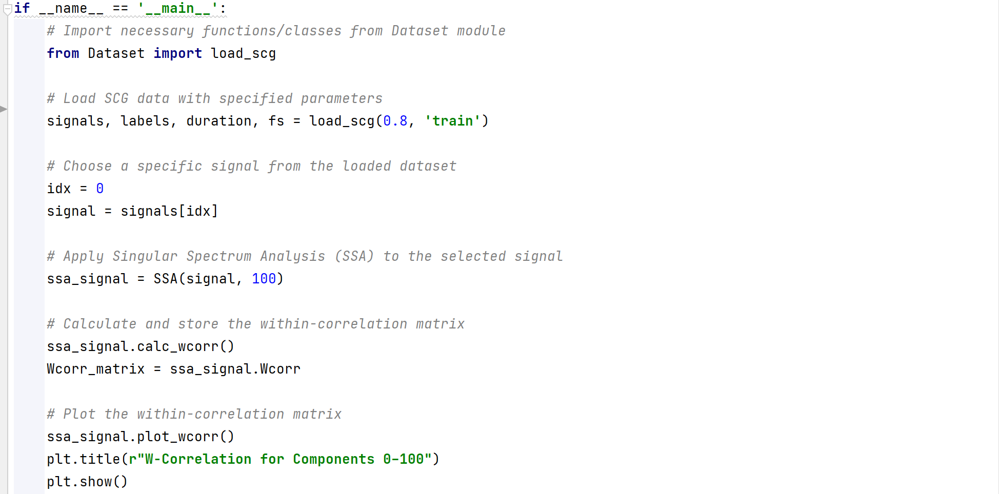 if __name__ == '__main__':
# Import necessary functions/classes from Dataset module
from Dataset import load_scg
# Load SCG data with specified parameters
signals, labels, duration, fs = load_scg(0.8, 'train')
# Choose a specific signal from the loaded dataset
idx = 0
signal = signals[idx]
# Apply Singular Spectrum Analysis (SSA) to the selected signal
ssa_signal = SSA(signal, 100)
# Calculate and store the within-correlation matrix
ssa_signal.calc_wcorr()
Wcorr_matrix = ssa_signal.Wcorr
# Plot the within-correlation matrix
ssa_signal.plot_wcorr()
plt.title(r"W-Correlation for Components 0–100")
plt.show()